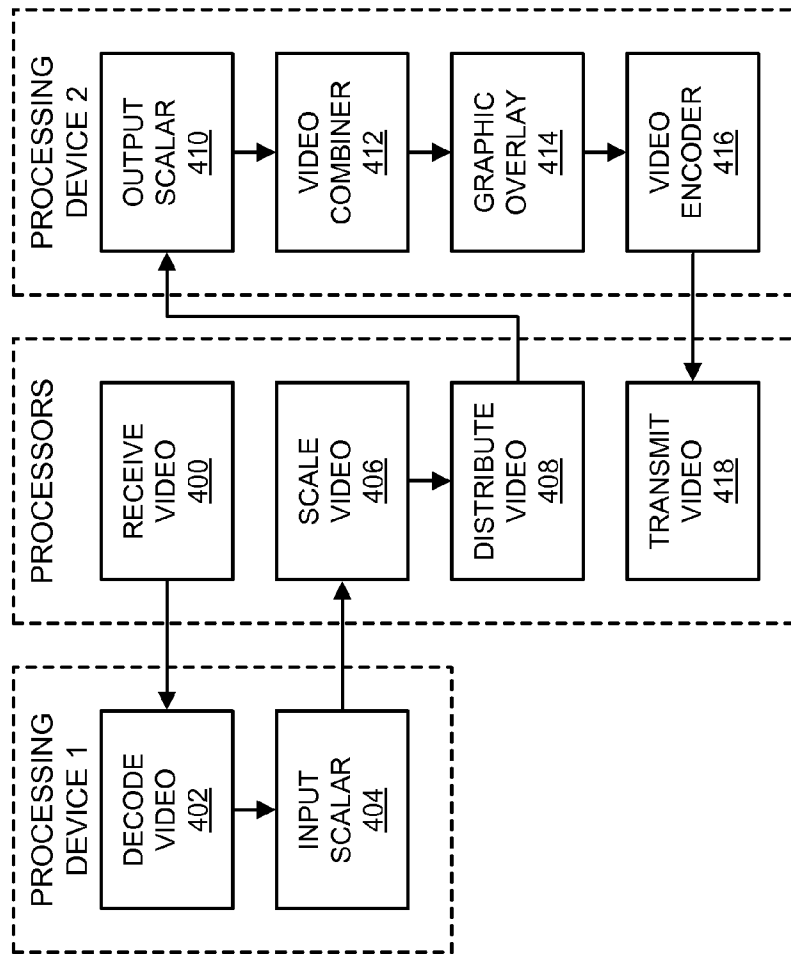 PROCESSING
DEVICE 1
DECODE
VIDEO
402
INPUT
SCALAR
404
PROCESSORS
RECEIVE
VIDEO
400
SCALE
VIDEO
406
DISTRIBUTE
VIDEO
408
TRANSMIT
VIDEO
418
PROCESSING
DEVICE 2
OUTPUT
SCALAR
410
VIDEO
COMBINER
412
GRAPHIC
OVERLAY
414
VIDEO
ENCODER
416